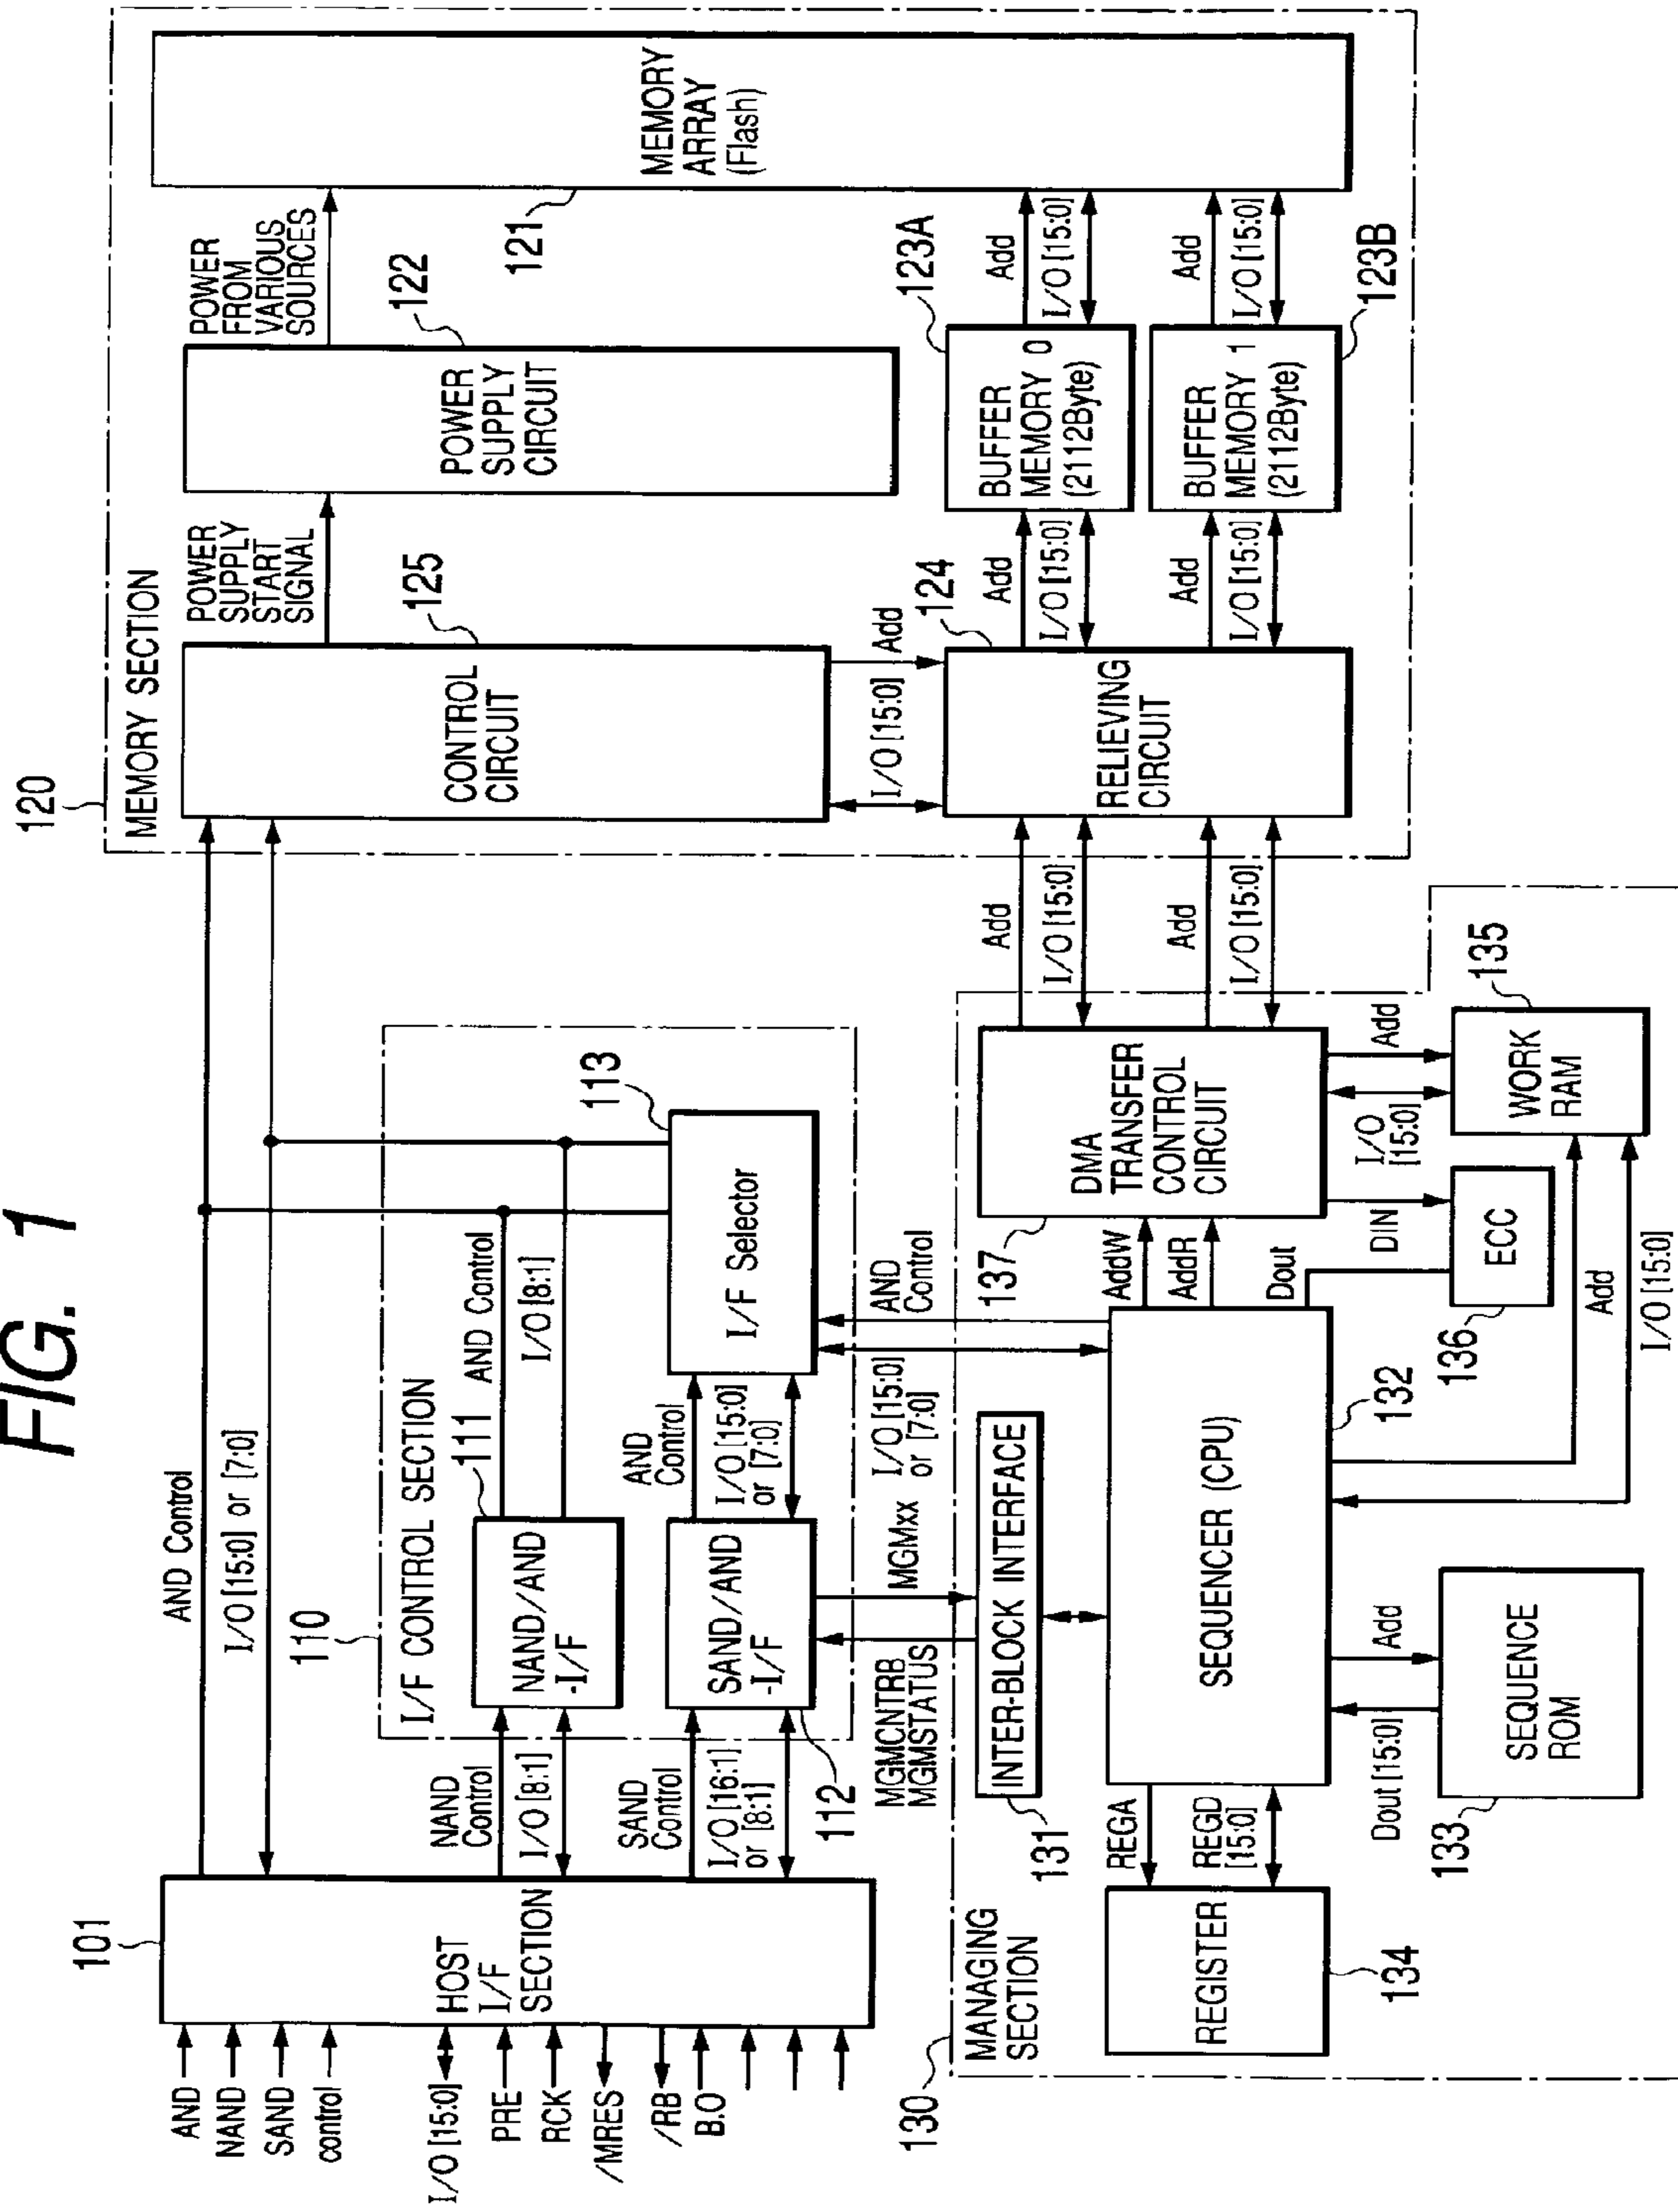 FIG. 1
101
HOST
I/F
SECTION
AND
NAND
SAND
control
I/O [15:0]
PRE
RCK
/MRES
/RB
B.O
AND Control
I/O [15:0] or [7:0]
NAND
Control
I/O [8:1]
SAND
Control
I/O [16:1]
or [8:1]
110
I/F CONTROL SECTION
111
NAND/AND
-I/F
AND Control
I/O [8:1]
112
SAND/AND
-I/F
AND
Control
I/O [15:0]
or [7:0]
113
I/F Selector
MGMCNTRB
MGMSTATUS
MGMxx
I/O [15:0]
or [7:0]
AND
Control
120
MEMORY SECTION
125
CONTROL
CIRCUIT
POWER
SUPPLY
START
SIGNAL
122
POWER
SUPPLY
CIRCUIT
POWER
FROM
VARIOUS
SOURCES
121
MEMORY
ARRAY
(Flash)
I/O [15:0]
Add
124
RELIEVING
CIRCUIT
Add
I/O [15:0]
Add
I/O [15:0]
123A
BUFFER
MEMORY 0
(2112Byte)
Add
I/O [15:0]
123B
BUFFER
MEMORY 1
(2112Byte)
Add
I/O [15:0]
Add
I/O [15:0]
Add
I/O [15:0]
130
MANAGING
SECTION
131
INTER-BLOCK INTERFACE
132
SEQUENCER (CPU)
REGA
REGD
[15:0]
134
REGISTER
Dout [15:0]
Add
133
SEQUENCE
ROM
137
AddW
AddR
Dout
DMA
TRANSFER
CONTROL
CIRCUIT
DIN
136
ECC
I/O
[15:0]
Add
135
WORK
RAM
Add
I/O [15:0]